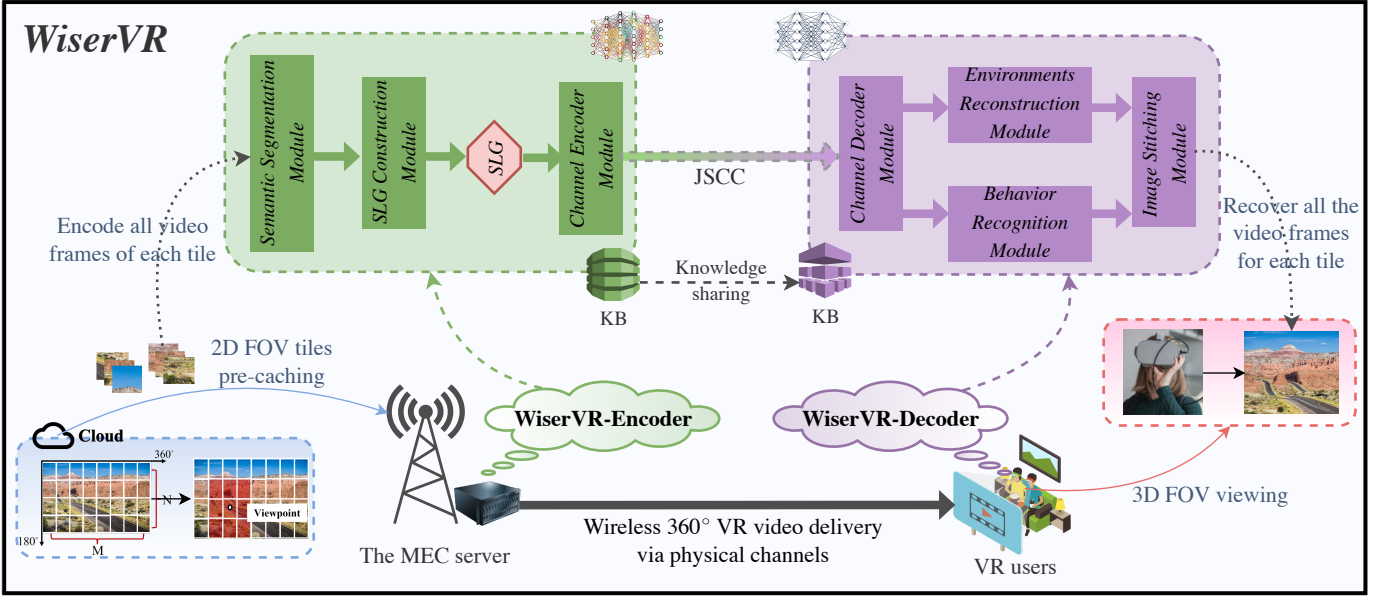 WiserVR
Semantic Segmentation
Module
SLG Construction
Module
SLG
Channel Encoder
Module
JSCC
Channel Decoder
Module
Environments
Reconstruction
Module
Behavior
Recognition
Module
Image Stitching
Module
Encode all video
frames of each tile
Recover all the
video frames
for each tile
KB
Knowledge
sharing
KB
2D FOV tiles
pre-caching
WiserVR-Encoder
WiserVR-Decoder
Cloud
360°
N
Viewpoint
180°
M
The MEC server
Wireless 360° VR video delivery
via physical channels
VR users
3D FOV viewing